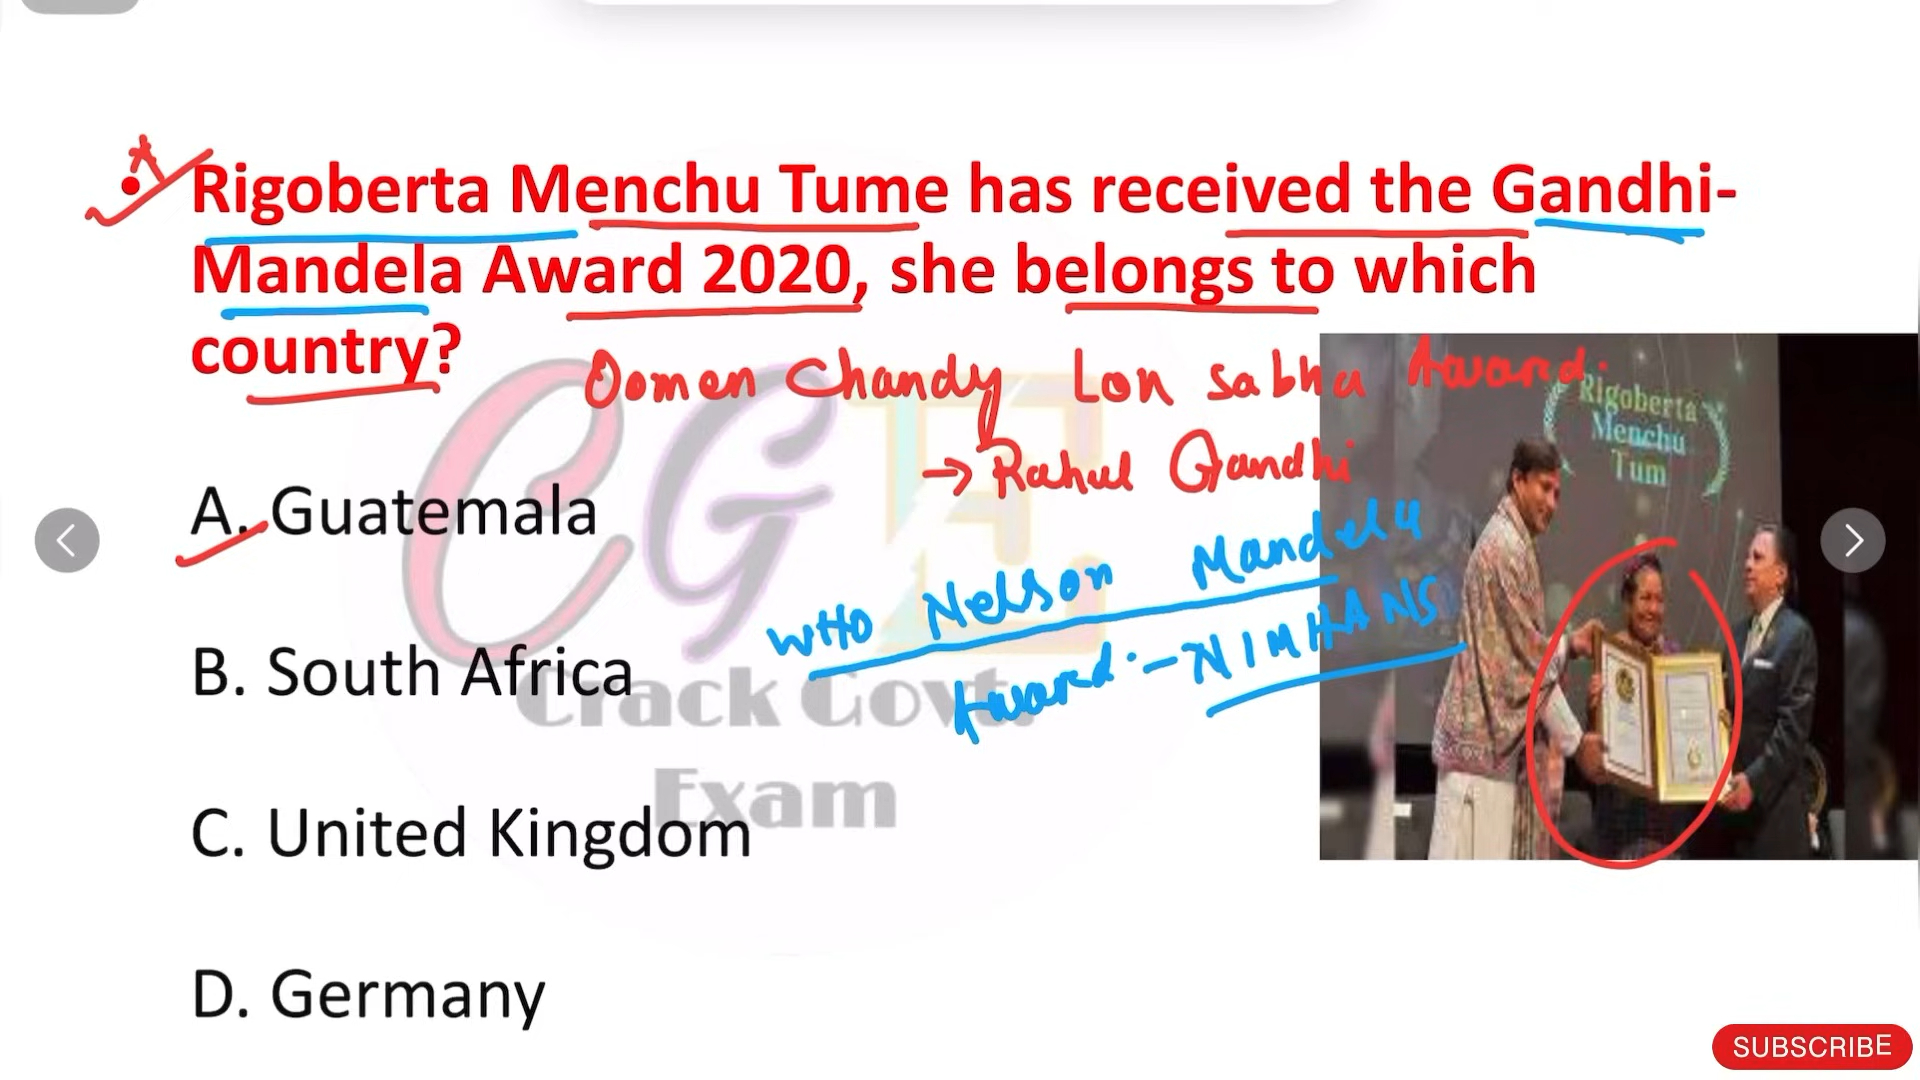 Rigoberta Menchu Tume has received the Gandhi-
Mandela Award 2020, she belongs to which
country?
Oomen Chandy Lok sabha Award.
→ Rahul Gandhi
Rigoberta
Menchu
Tum
A. Guatemala
WHO Nelson Mandela
Award - NIMHANS
B. South Africa
CGE
Crack Govt.
Exam
C. United Kingdom
D. Germany
SUBSCRIBE